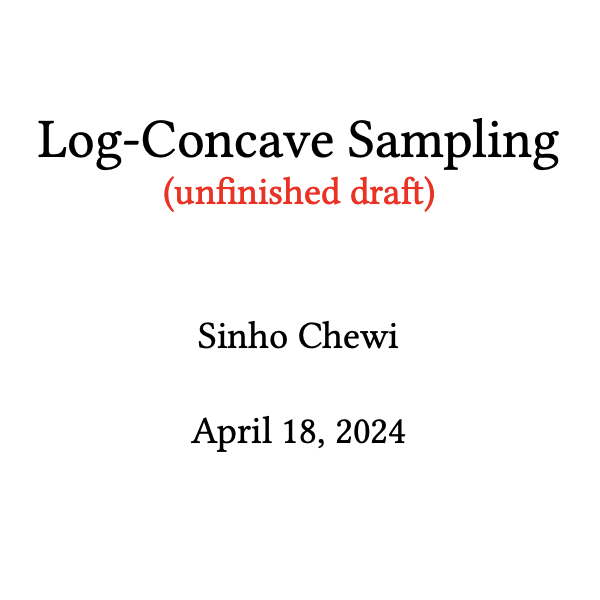 Log-Concave Sampling
(unfinished draft)
Sinho Chewi
April 18, 2024